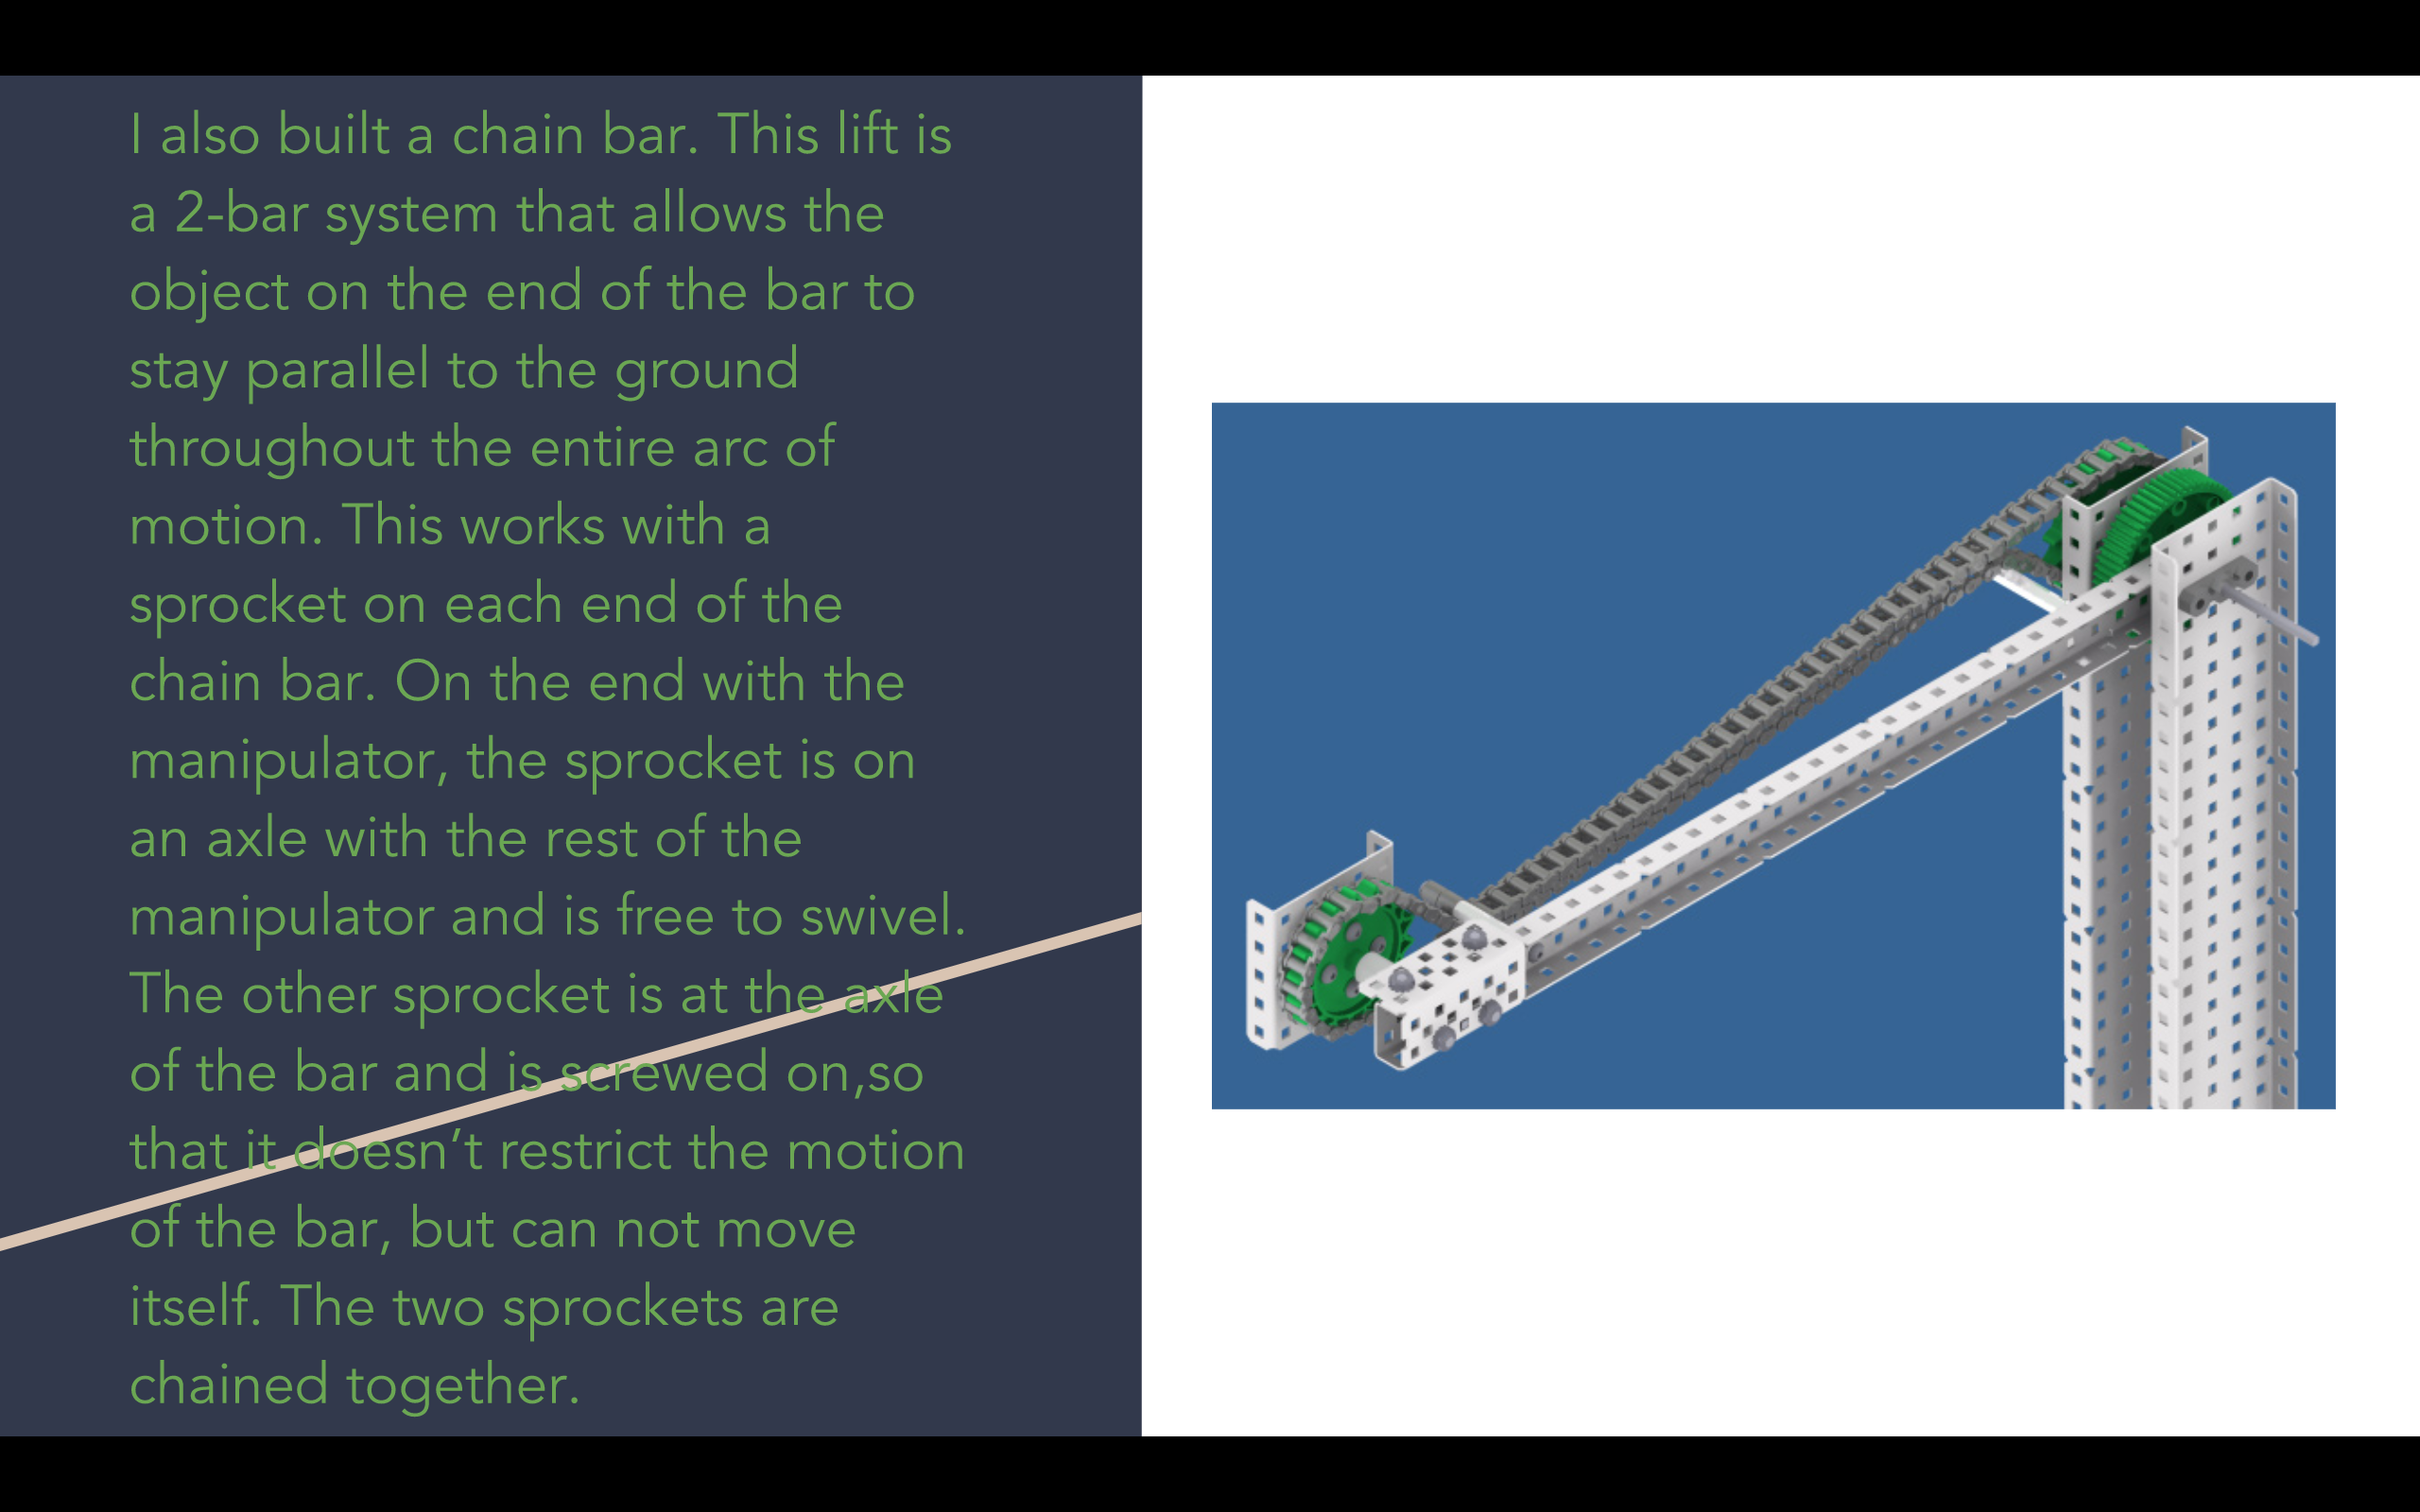 I also built a chain bar. This lift is
a 2-bar system that allows the
object on the end of the bar to
stay parallel to the ground
throughout the entire arc of
motion. This works with a
sprocket on each end of the
chain bar. On the end with the
manipulator, the sprocket is on
an axle with the rest of the
manipulator and is free to swivel.
The other sprocket is at the axle
of the bar and is screwed on,so
that it doesn’t restrict the motion
of the bar, but can not move
itself. The two sprockets are
chained together.